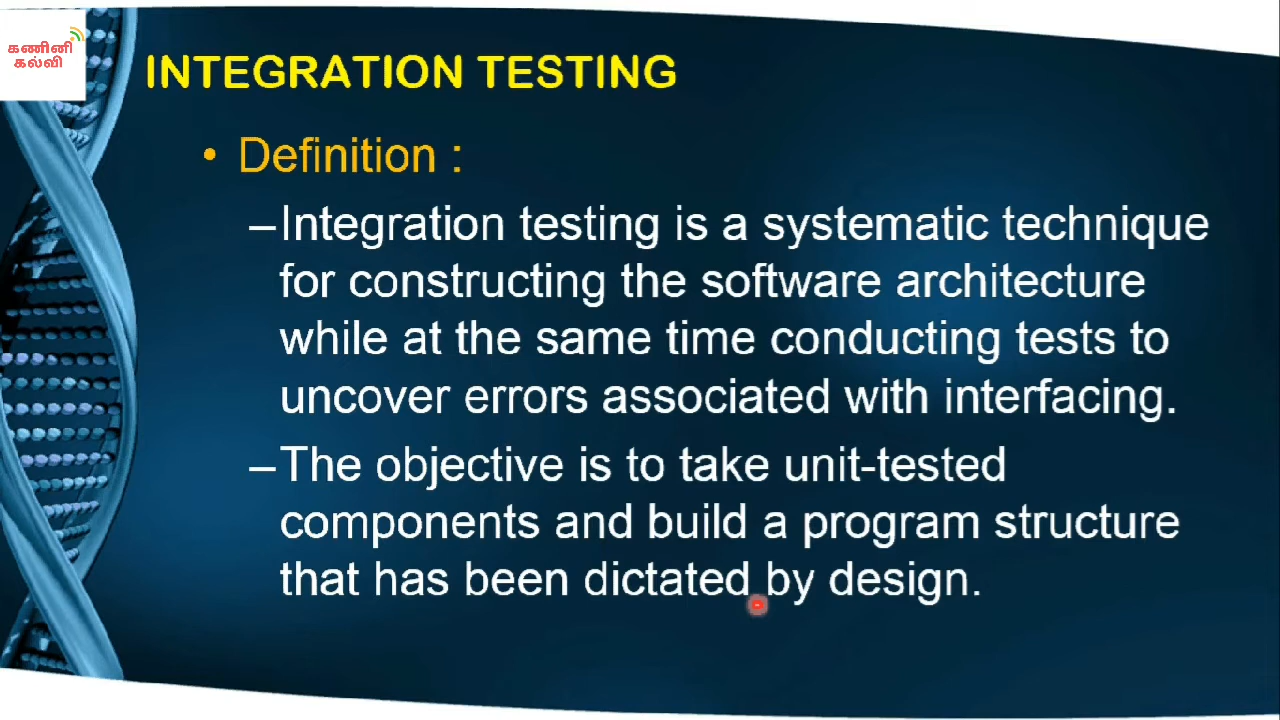 கணினி
கல்வி
INTEGRATION TESTING
• Definition :
–Integration testing is a systematic technique
for constructing the software architecture
while at the same time conducting tests to
uncover errors associated with interfacing.
–The objective is to take unit-tested
components and build a program structure
that has been dictated by design.